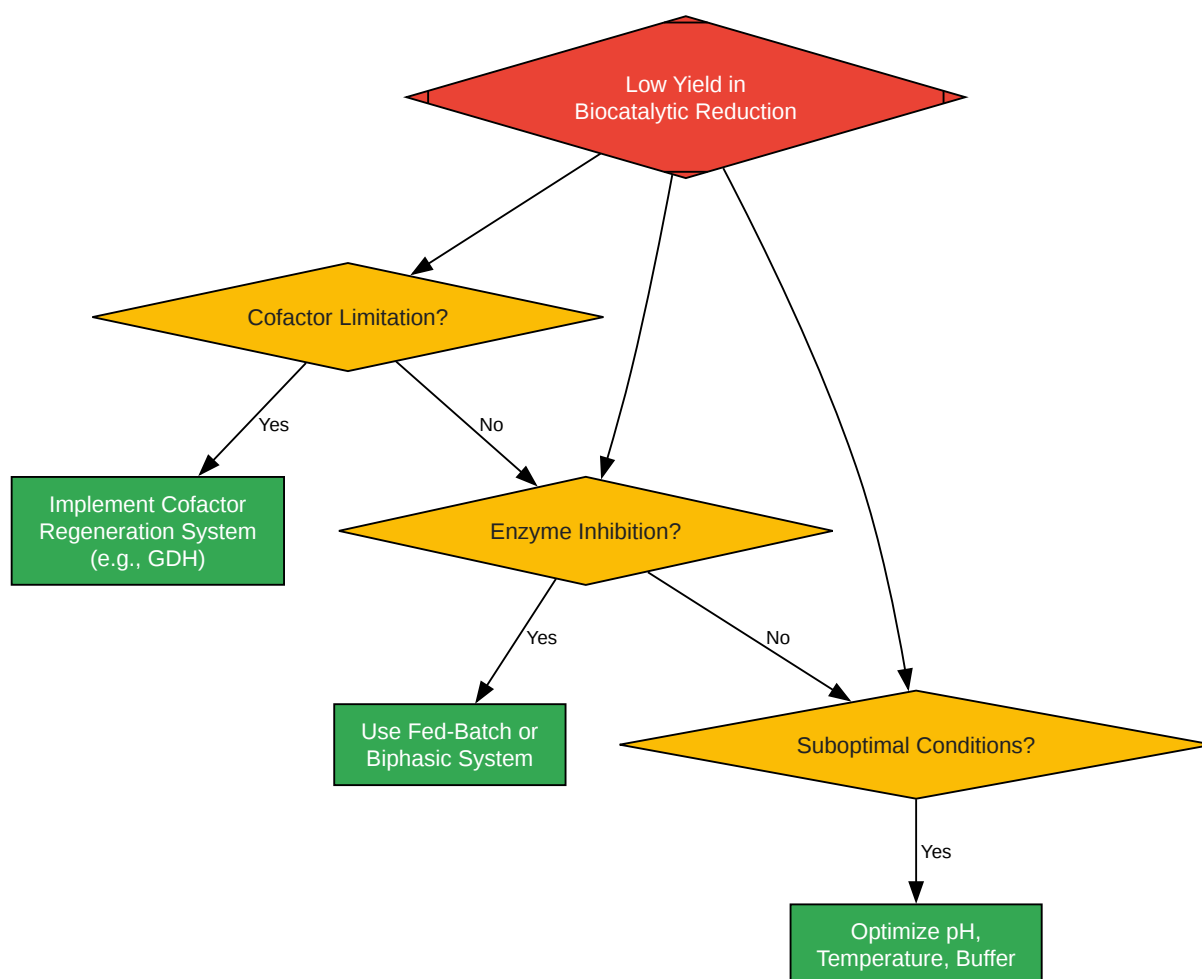 Low Yield in
Biocatalytic Reduction
Cofactor Limitation?
Yes
No
Implement Cofactor
Regeneration System
(e.g., GDH)
Enzyme Inhibition?
Yes
No
Use Fed-Batch or
Biphasic System
Suboptimal Conditions?
Yes
Optimize pH,
Temperature, Buffer